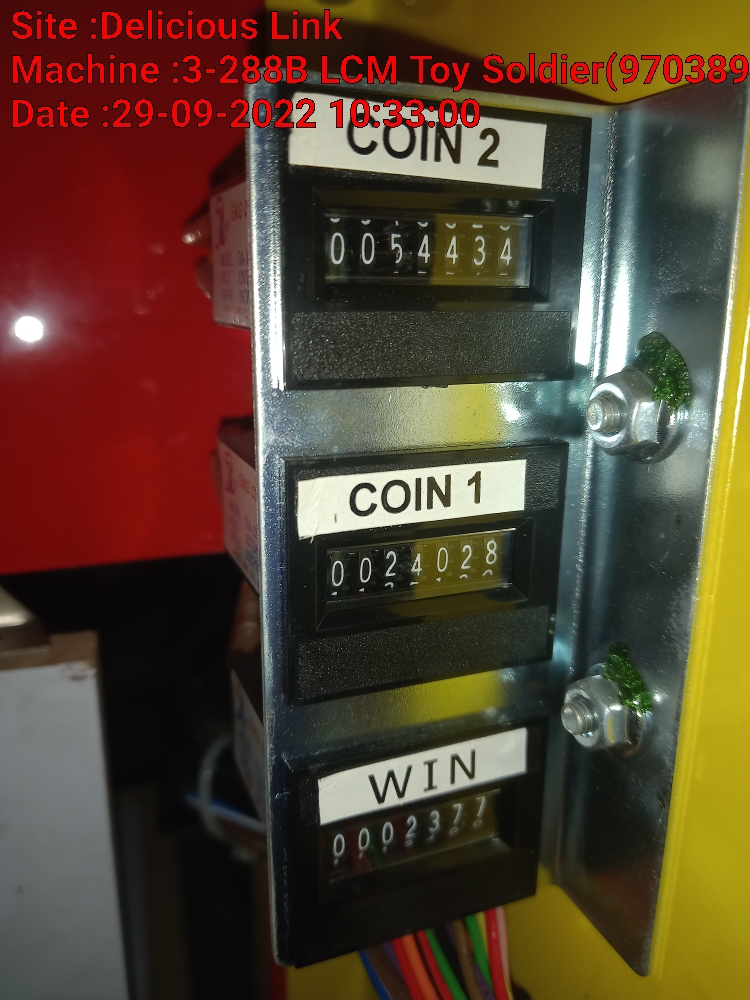 Site :Delicious Link
Machine :3-288B LCM Toy Soldier(970389
Date :29-09-2022 10:33:00
COIN 2
0054434
COIN 1
0024028
WIN
0002377